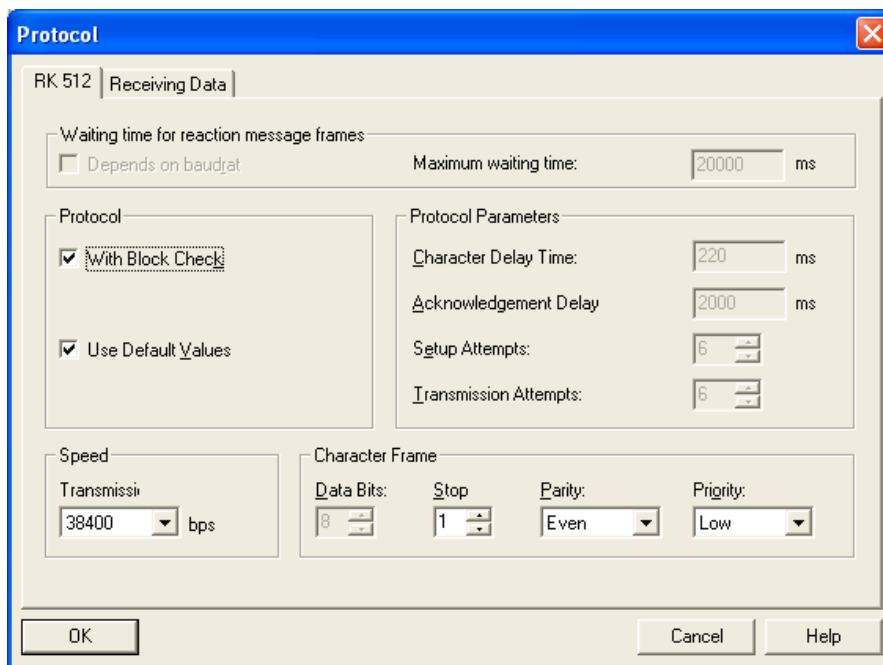 Protocol
RK 512 Receiving Data
Waiting time for reaction message frames
Depends on baudrat Maximum waiting time: 20000 ms
Protocol Protocol Parameters
With Block Check Character Delay Time: 220 ms
Acknowledgement Delay 2000 ms
Use Default Values Setup Attempts: 6
Transmission Attempts: 6
Speed Character Frame
Transmissi Data Bits: Stop Parity: Priority:
38400 bps 8 1 Even Low
OK Cancel Help